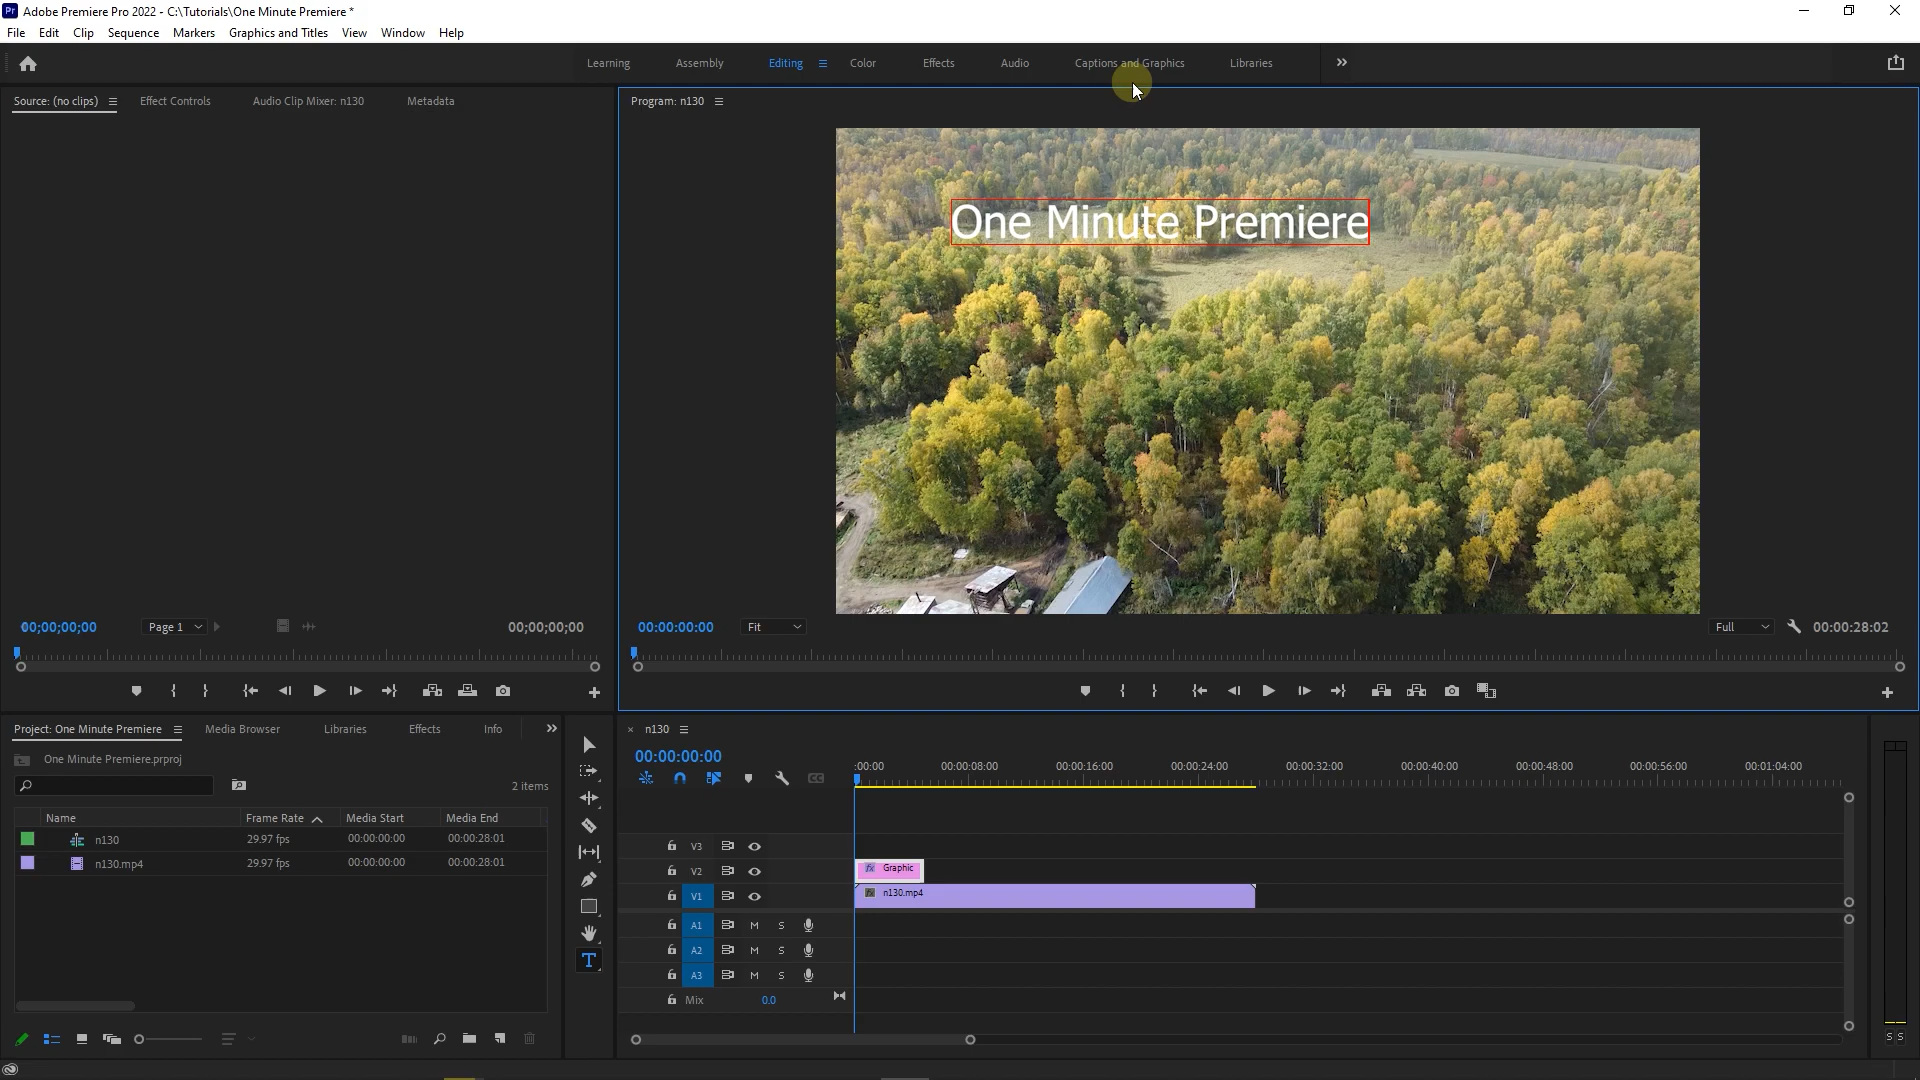 Pr Adobe Premiere Pro 2022 - C:\Tutorials\One Minute Premiere *
File Edit Clip Sequence Markers Graphics and Titles View Window Help
Learning Assembly Editing Color Effects Audio Captions and Graphics Libraries
Source: (no clips) Effect Controls Audio Clip Mixer: n130 Metadata
Program: n130
One Minute Premiere
00;00;00;00 Page 1 00;00;00;00
00:00:00:00 Fit Full 00:00:28:02
Project: One Minute Premiere Media Browser Libraries Effects Info
One Minute Premiere.prproj
2 items
Name Frame Rate Media Start Media End
n130 29.97 fps 00:00:00:00 00:00:28:01
n130.mp4 29.97 fps 00:00:00:00 00:00:28:01
T
× n130
00:00:00:00
:00:00 00:00:08:00 00:00:16:00 00:00:24:00 00:00:32:00 00:00:40:00 00:00:48:00 00:00:56:00 00:01:04:00
CC
V3
V2 fx Graphic
V1 fx n130.mp4
A1 M S
A2 M S
A3 M S
Mix 0.0
S S